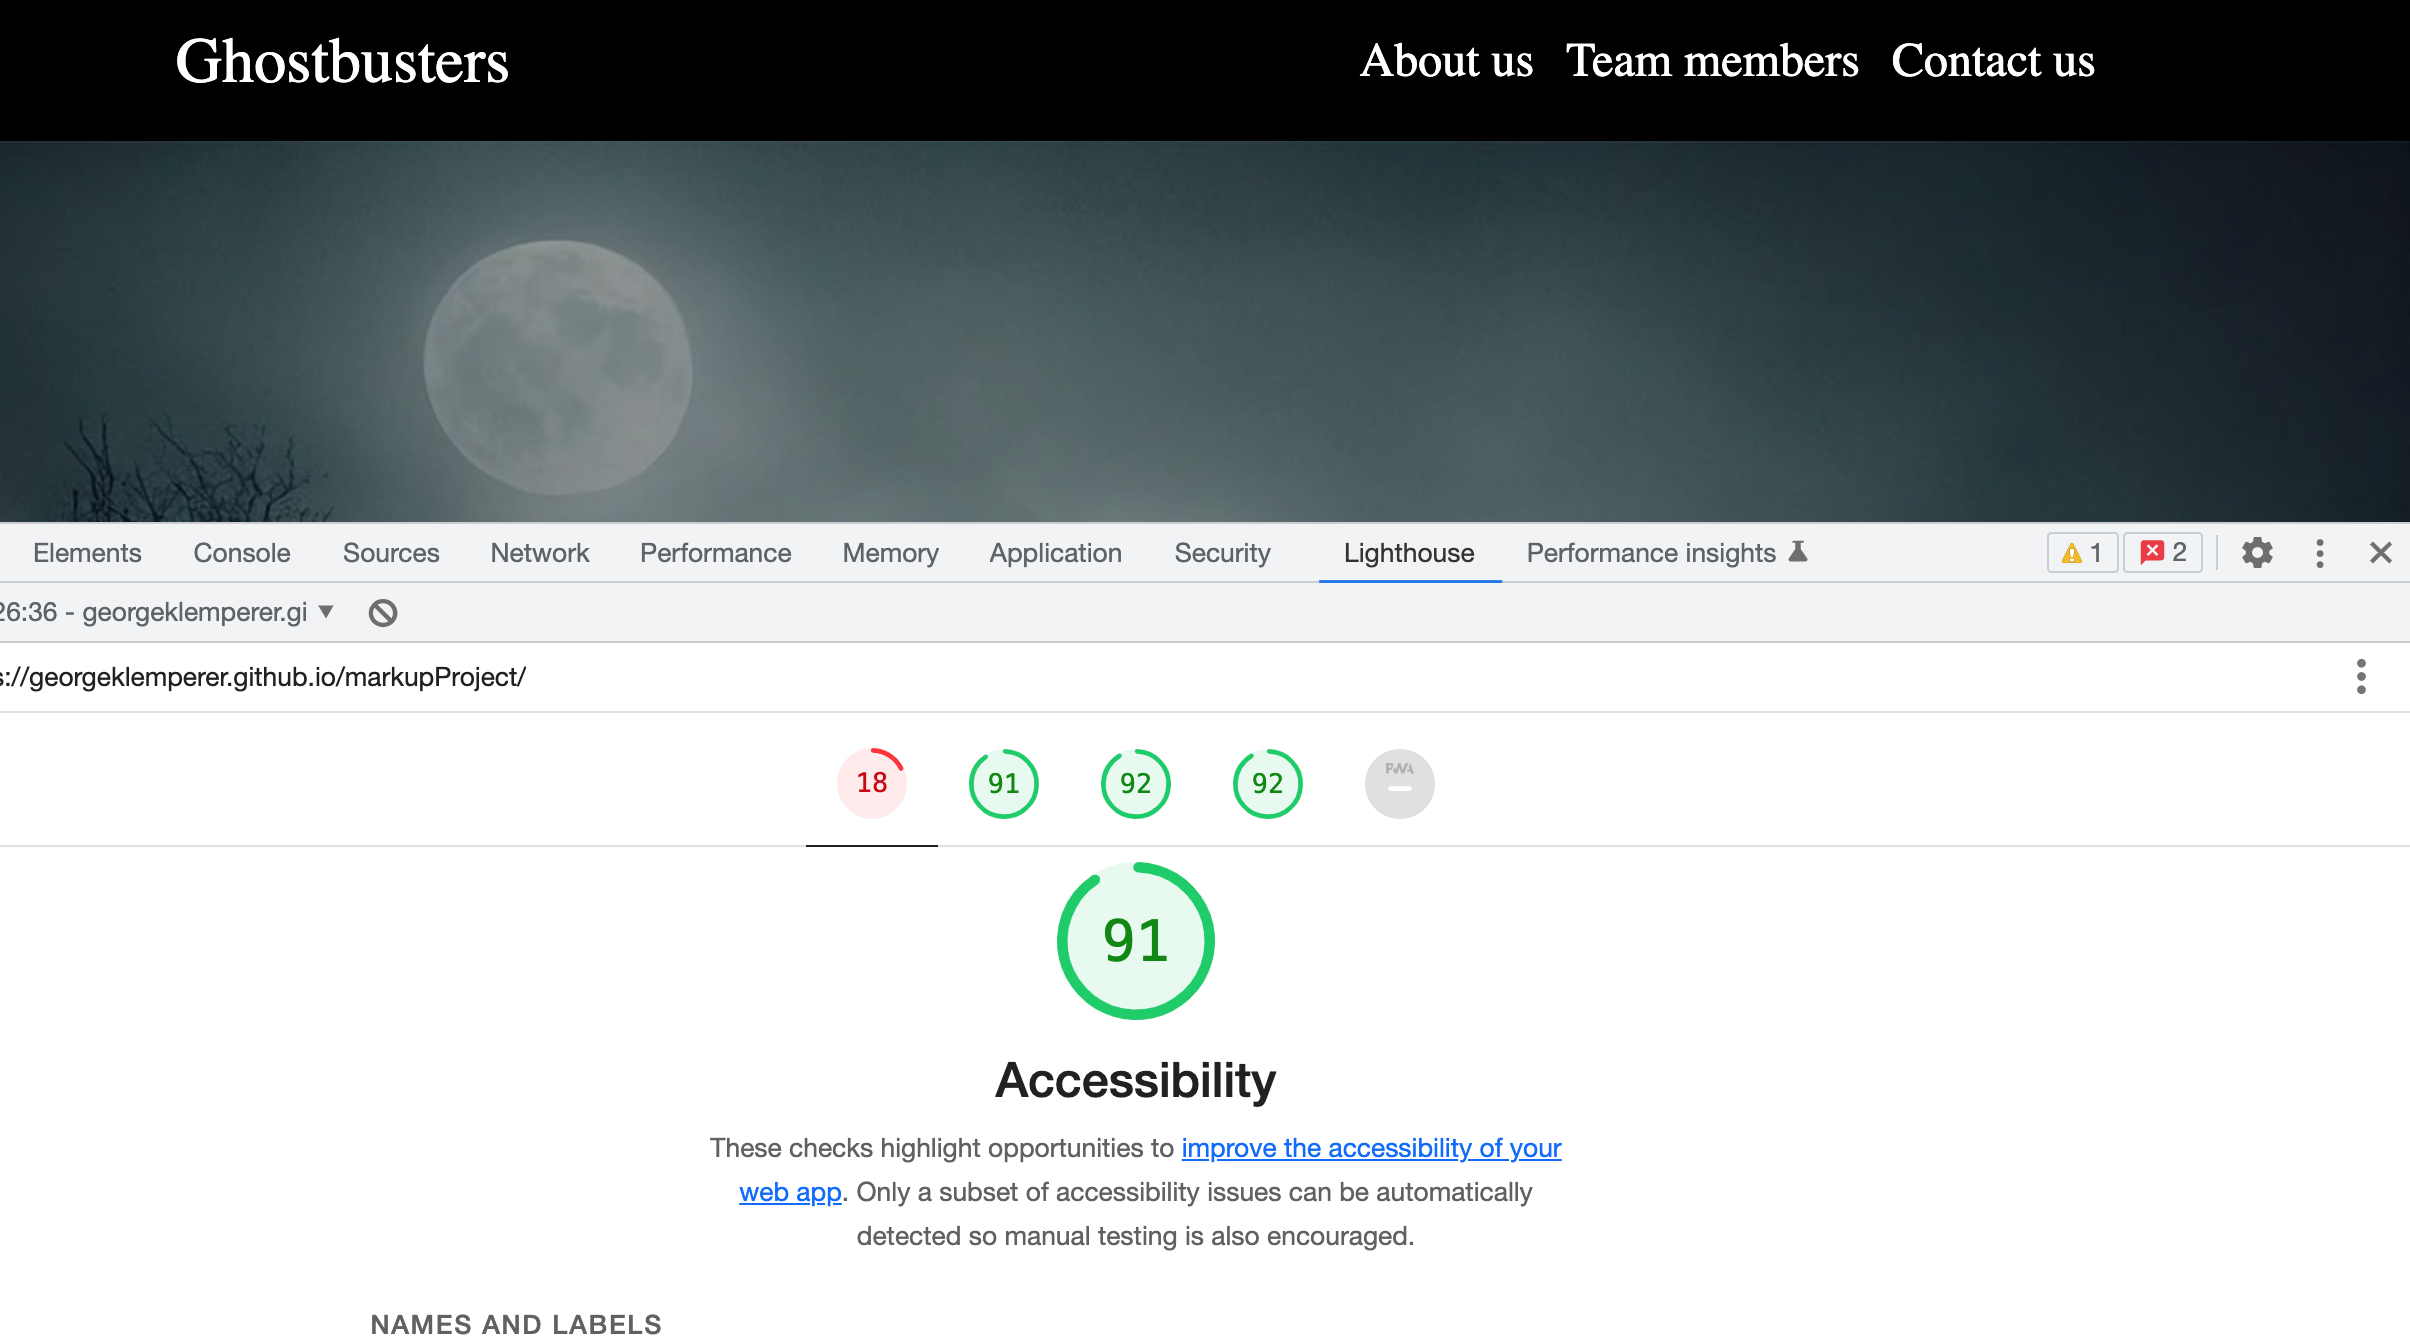 Ghostbusters
About us Team members Contact us
Elements Console Sources Network Performance Memory Application Security Lighthouse Performance insights 1 2
26:36 - georgeklemperer.gi
s://georgeklemperer.github.io/markupProject/
18 91 92 92 PWA
91
Accessibility
These checks highlight opportunities to improve the accessibility of your
web app. Only a subset of accessibility issues can be automatically
detected so manual testing is also encouraged.
NAMES AND LABELS